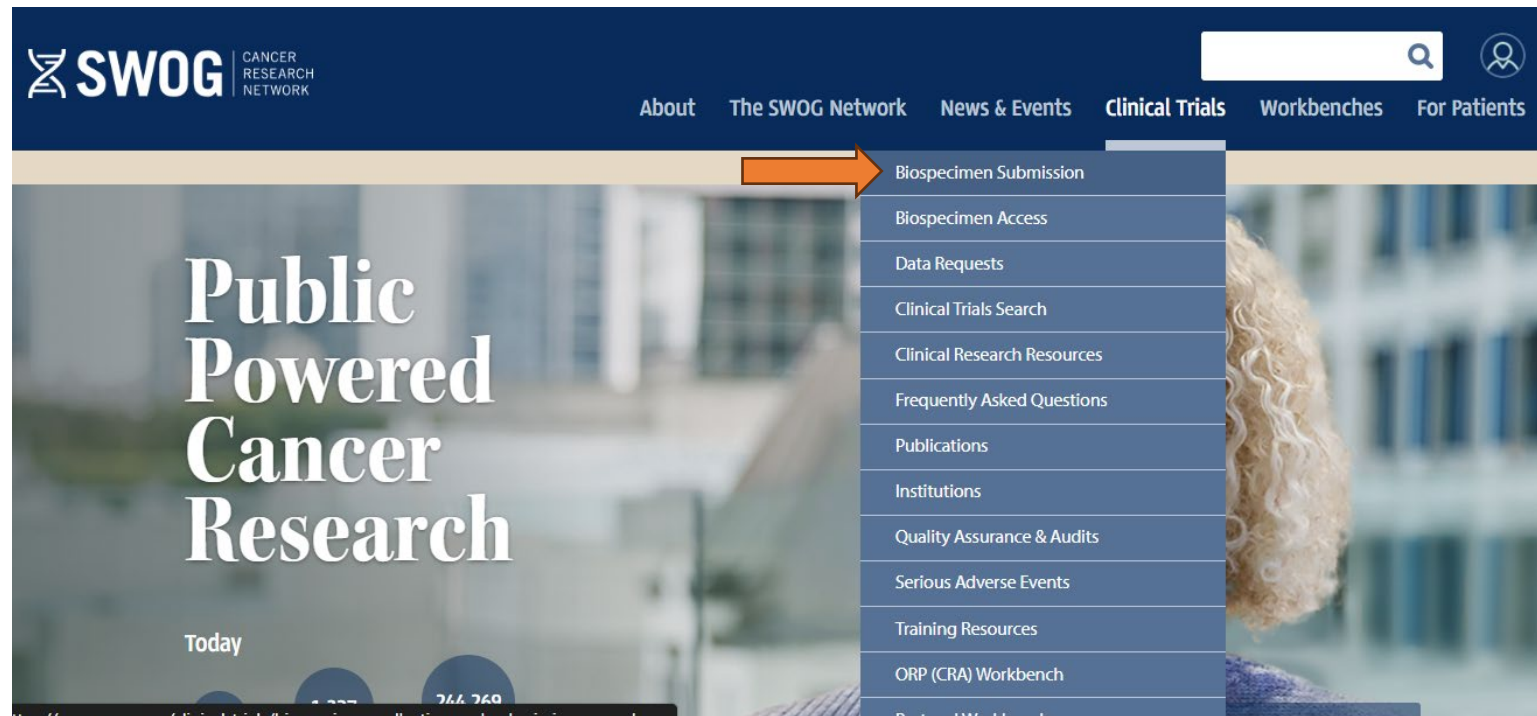 SWOG
CANCER
RESEARCH
NETWORK
About The SWOG Network News & Events Clinical Trials Workbenches For Patients
Biospecimen Submission
Biospecimen Access
Data Requests
Clinical Trials Search
Clinical Research Resources
Frequently Asked Questions
Publications
Institutions
Quality Assurance & Audits
Serious Adverse Events
Training Resources
ORP (CRA) Workbench
Public
Powered
Cancer
Research
Today
244,269